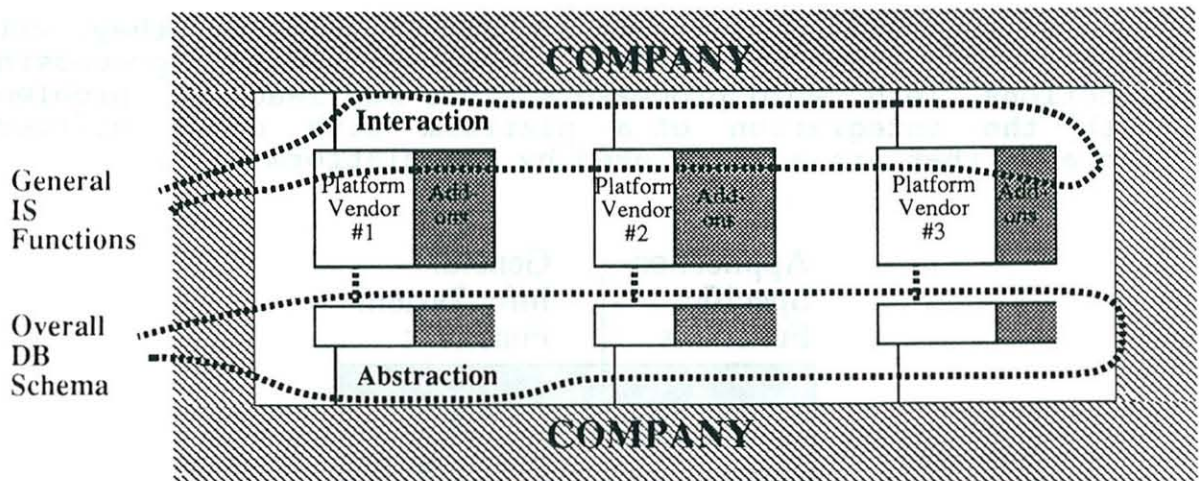 COMPANY
Interaction
General
IS
Functions
Platform
Vendor
#1
Add-
ons
Platform
Vendor
#2
Add-
ons
Platform
Vendor
#3
Add-
ons
Overall
DB
Schema
Abstraction
COMPANY